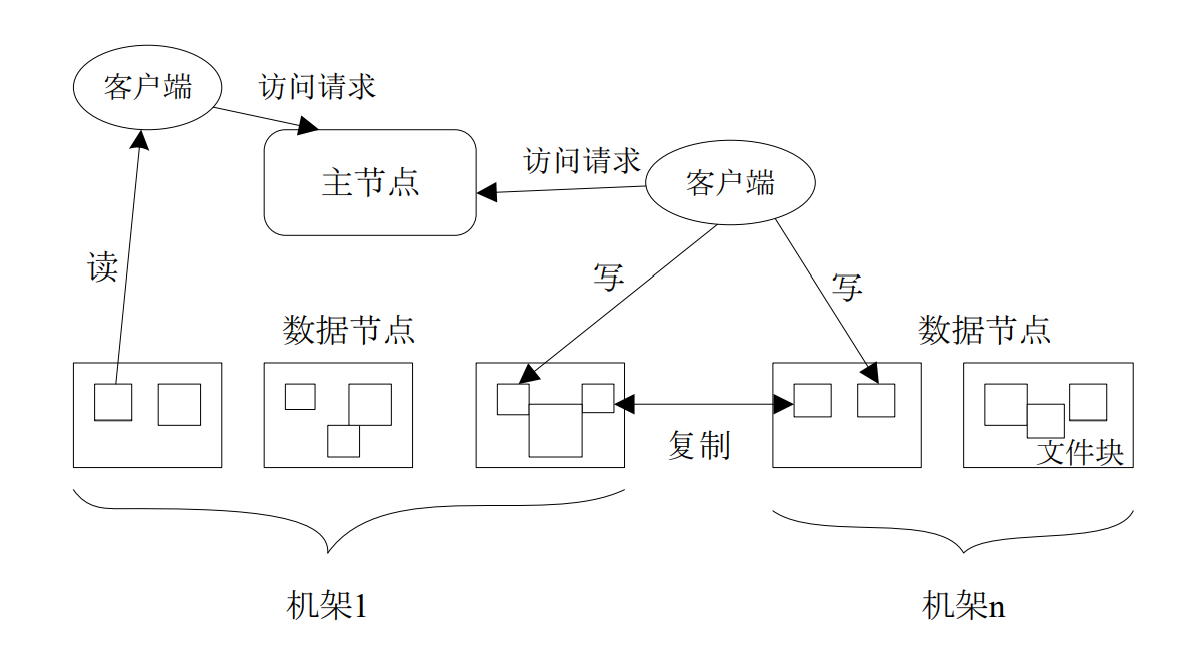 客户端
访问请求
主节点
访问请求
客户端
读
写
写
数据节点
数据节点
复制
文件块
机架1
机架n